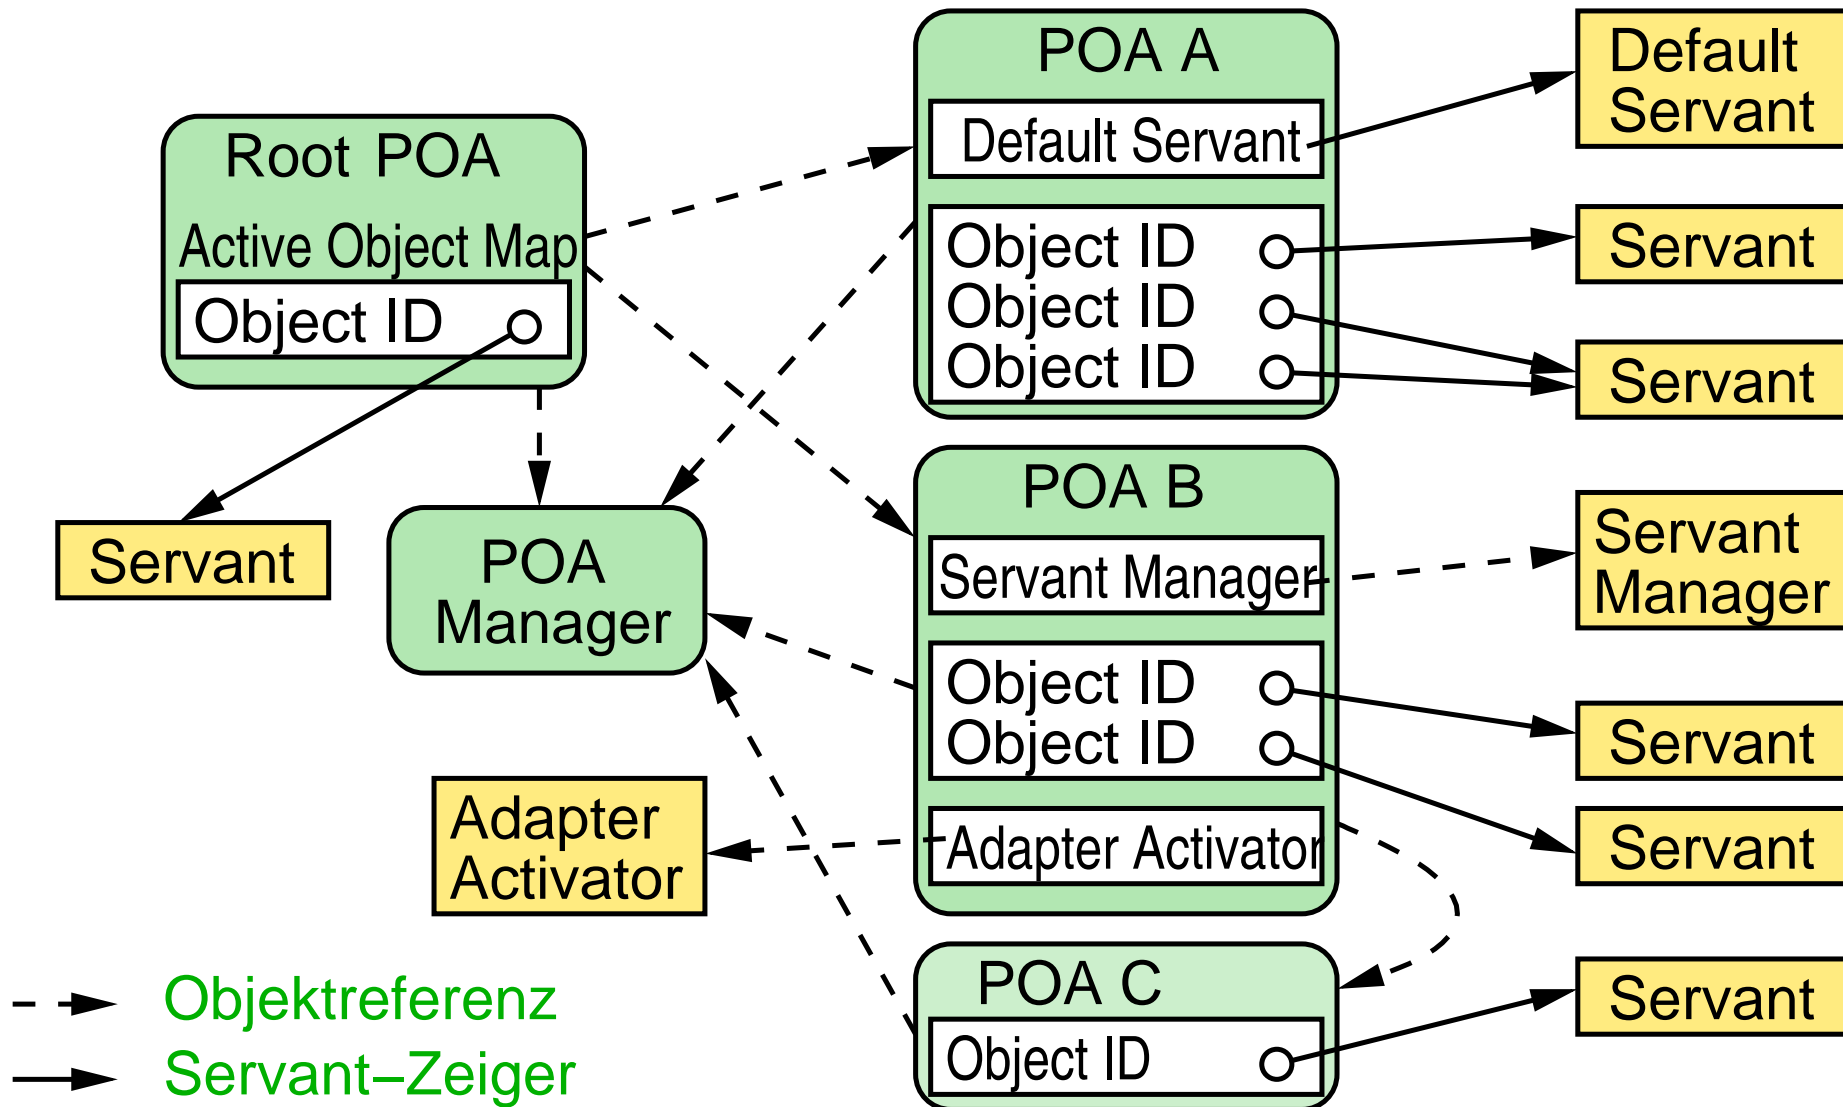 Root POA
Active Object Map
Object ID
Servant
POA
Manager
Adapter
Activator
POA A
Default Servant
Object ID
Object ID
Object ID
POA B
Servant Manager
Object ID
Object ID
Adapter Activator
POA C
Object ID
Default
Servant
Servant
Servant
Servant
Manager
Servant
Servant
Servant
Objektreferenz
Servant–Zeiger